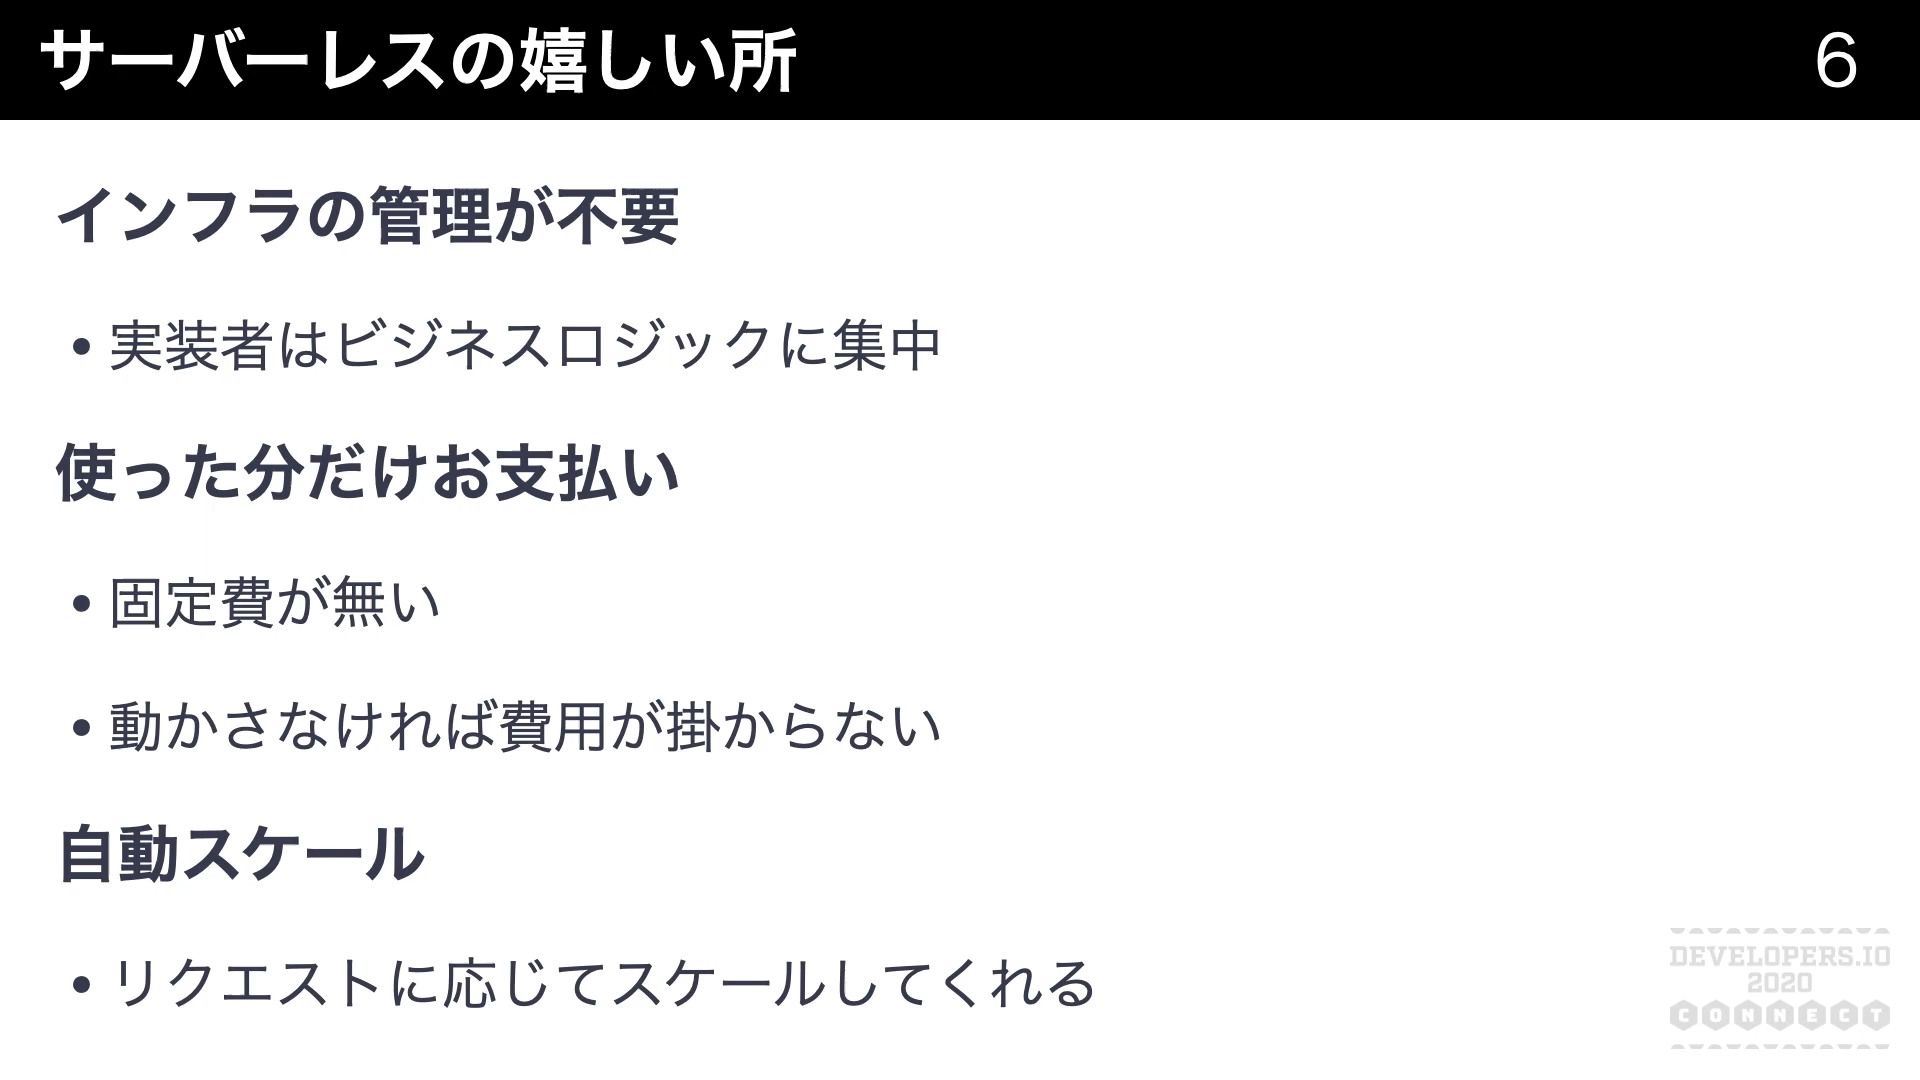 サーバーレスの嬉しい所
6
インフラの管理が不要
• 実装者はビジネスロジックに集中
使った分だけお支払い
• 固定費が無い
• 動かさなければ費用が掛からない
自動スケール
• リクエストに応じてスケールしてくれる
DEVELOPERS.IO
2020
CONNECT